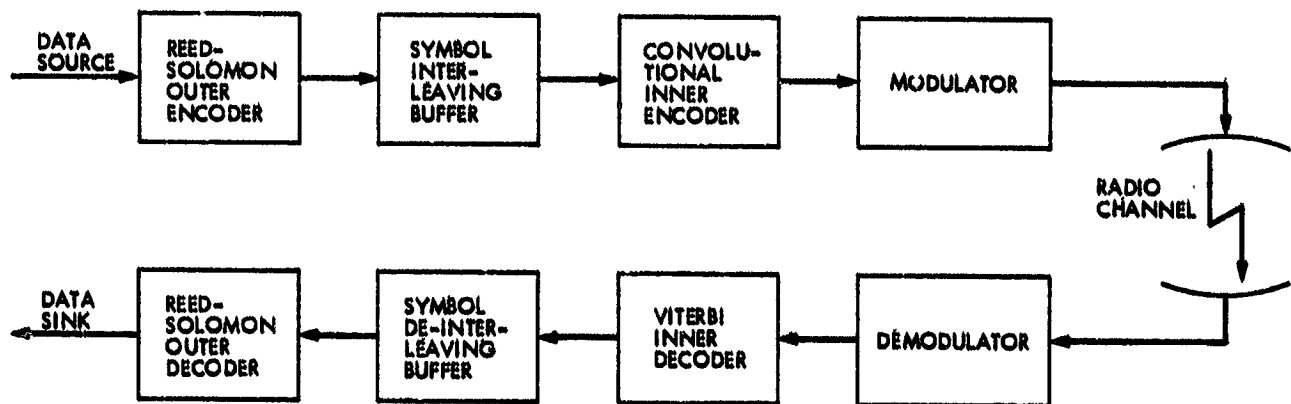 DATA
SOURCE
REED-
SOLOMON
OUTER
ENCODER
SYMBOL
INTER-
LEAVING
BUFFER
CONVOLU-
TIONAL
INNER
ENCODER
MODULATOR
RADIO
CHANNEL
DATA
SINK
REED-
SOLOMON
OUTER
DECODER
SYMBOL
DE-INTER-
LEAVING
BUFFER
VITERBI
INNER
DECODER
DEMODULATOR